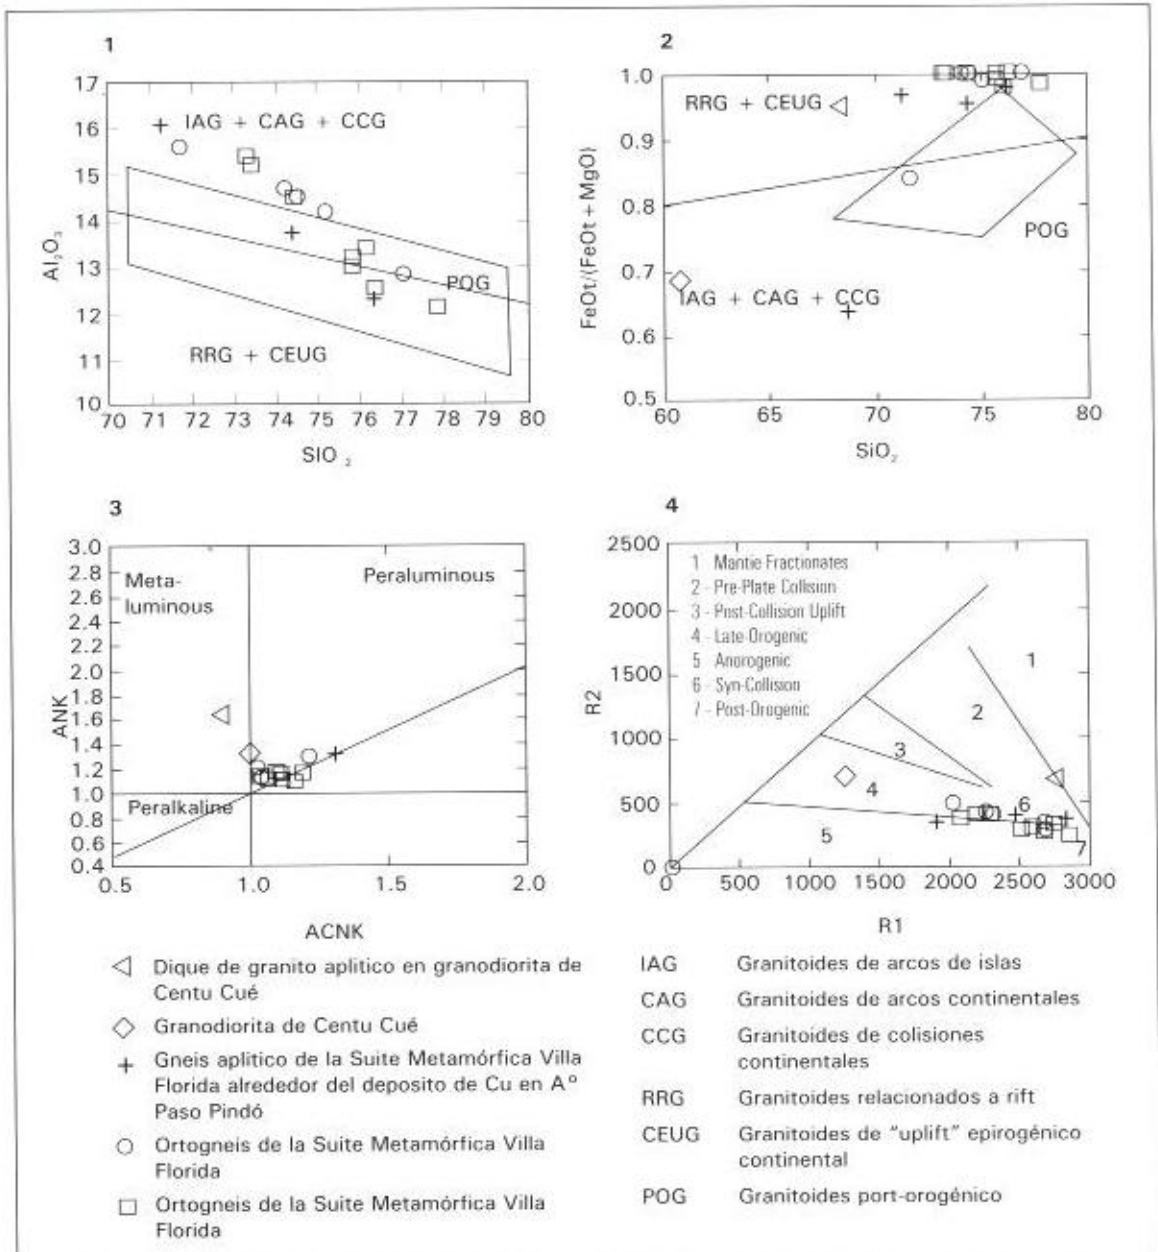 1
17
16
15
14
13
12
11
10
Al₂O₃
IAG + CAG + CCG
POG
RRG + CEUG
70 71 72 73 74 75 76 77 78 79 80
SIO ₂
2
1.0
0.9
0.8
0.7
0.6
0.5
FeOt/(FeOt + MgO)
RRG + CEUG
POG
IAG + CAG + CCG
60 65 70 75 80
SiO₂
3
3.0
2.8
2.6
2.4
2.2
2.0
1.8
1.6
1.4
1.2
1.0
0.8
0.6
0.4
ANK
Meta-
luminous
Peraluminous
Peralkaline
0.5 1.0 2.0
ACNK
4
2500
2000
1500
1000
500
0
R2
1 Mantie Fractionates
2 - Pre-Plate Collision
3 - Post-Collision Uplift
4 - Late-Orogenic
5 Anorogenic
6 - Syn-Collision
7 - Post-Orogenic
1
2
3
4
5
6
7
0 500 1000 1500 2000 2500 3000
R1
Dique de granito aplitico en granodiorita de
Centu Cué
Granodiorita de Centu Cué
Gneis aplitico de la Suite Metamórfica Villa
Florida alrededor del deposito de Cu en Aº
Paso Pindó
Ortogneis de la Suite Metamórfica Villa
Florida
Ortogneis de la Suite Metamórfica Villa
Florida
IAG Granitoides de arcos de islas
CAG Granitoides de arcos continentales
CCG Granitoides de colisiones
continentales
RRG Granitoides relacionados a rift
CEUG Granitoides de "uplift" epirogénico
continental
POG Granitoides port-orogénico